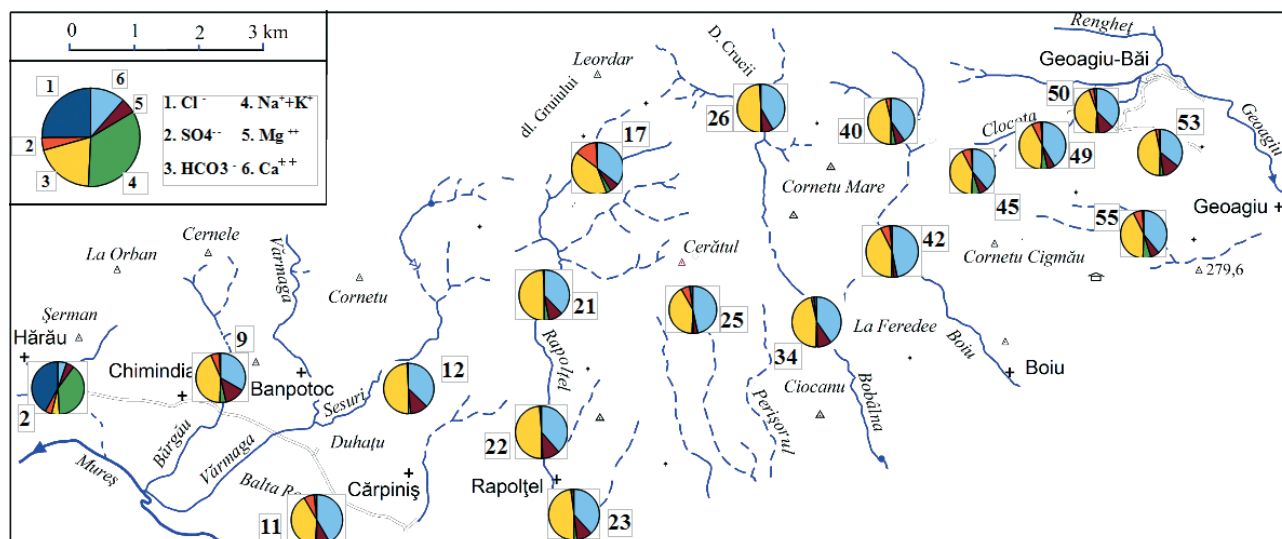 0 1 2 3 km
1
6
5
2
3
4
1. Cl - 4. Na+ +K+
2. SO4-- 5. Mg ++
3. HCO3 - 6. Ca++
Leordar
dl. Gruiului
D. Crucii
Rengheţ
Geoagiu-Băi
Geoagiu
17
26
40
50
53
Clocota
49
45
Geoagiu
55
Cornetu Mare
42
Cornetu Cigmău
279,6
Cernele
Vărmaga
La Orban
Cornetu
Cerătul
Şerman
Hărău
9
21
25
La Feredee
34
Chimindia
Banpotoc
12
Rapolţel
Ciocanu
Boiu
Boiu
2
Sesuri
Perişorul
Bobâlna
Bărgău
Vărmaga
Duhaţu
22
Mureş
Balta
Cărpiniş
Rapolţel
11
23